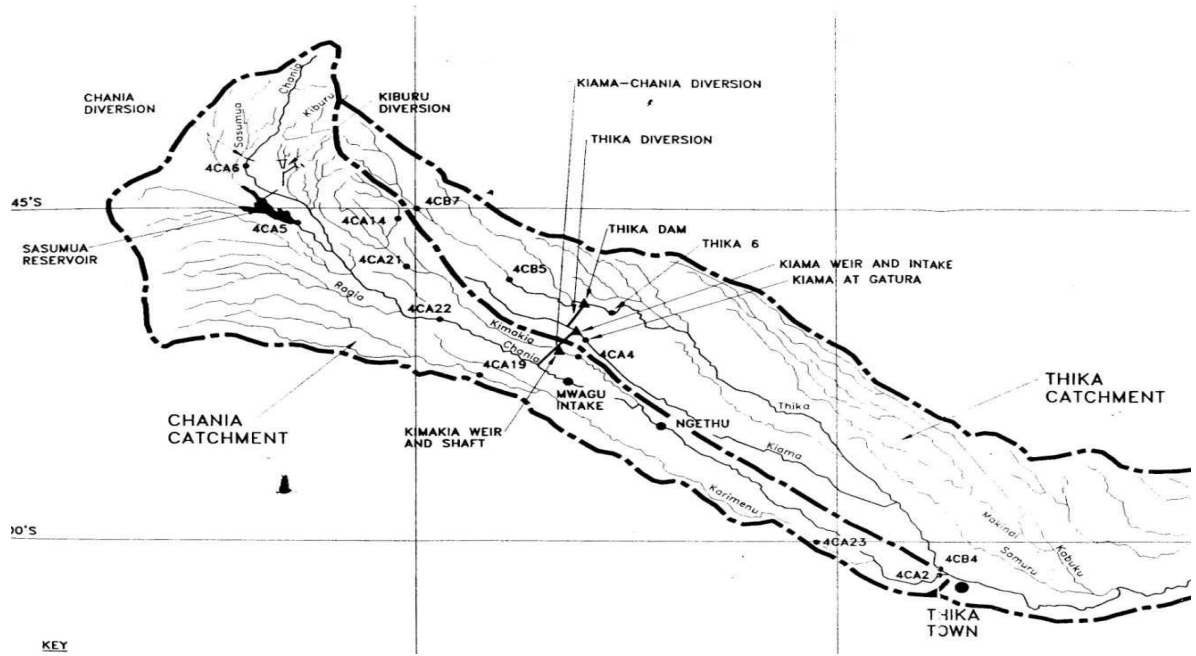 KIAMA-CHANIA DIVERSION
CHANIA
DIVERSION
KIBURU
DIVERSION
THIKA DIVERSION
Chania
Kiburu
Sasumua
4CA6
45'S
4CA14
4CB7
4CA5
SASUMUA
RESERVOIR
THIKA DAM
THIKA 6
KIAMA WEIR AND INTAKE
KIAMA AT GATURA
4CA21
4CB5
Ragia
4CA22
Kimakia
Chania
4CA4
4CA19
MWAGU
INTAKE
THIKA
CATCHMENT
Thika
CHANIA
CATCHMENT
KIMAKIA WEIR
AND SHAFT
NGETHU
Kiama
Karimenu
Makindi
Samuru
Kabuku
00'S
4CA23
4CA2
4CB4
THIKA
TOWN
KEY